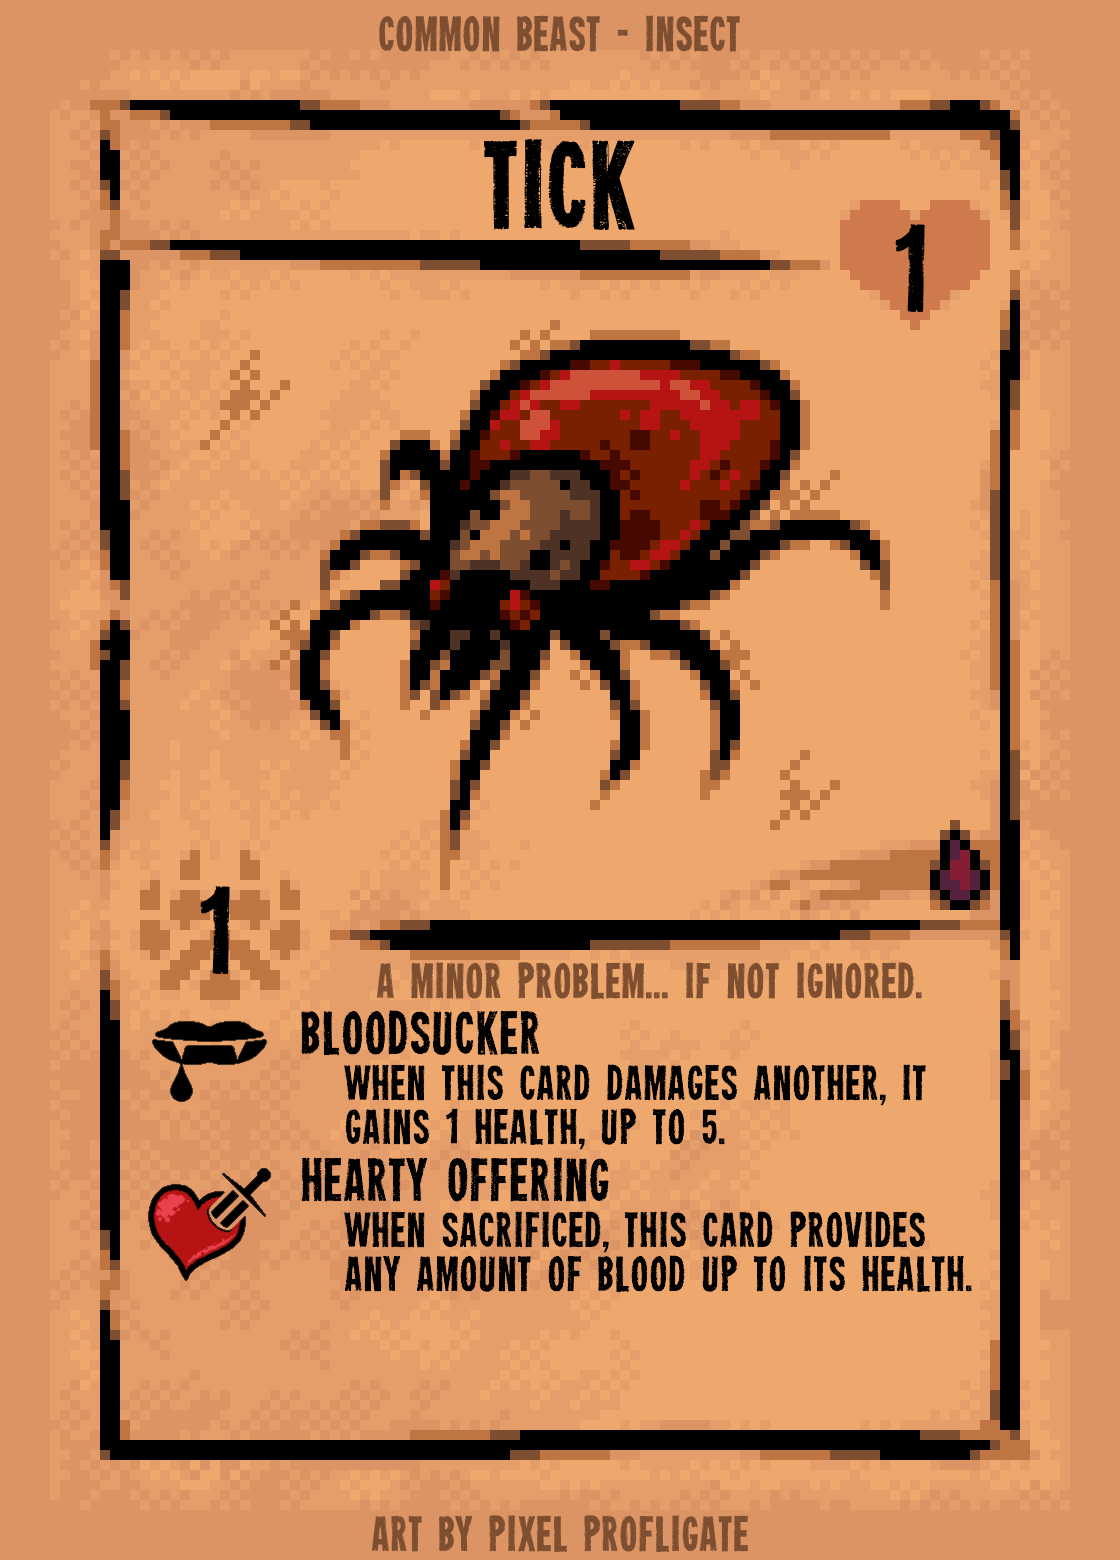 COMMON BEAST - INSECT
TICK
1
1
A MINOR PROBLEM... IF NOT IGNORED.
BLOODSUCKER
WHEN THIS CARD DAMAGES ANOTHER, IT
GAINS 1 HEALTH, UP TO 5.
HEARTY OFFERING
WHEN SACRIFICED, THIS CARD PROVIDES
ANY AMOUNT OF BLOOD UP TO ITS HEALTH.
ART BY PIXEL PROFLIGATE